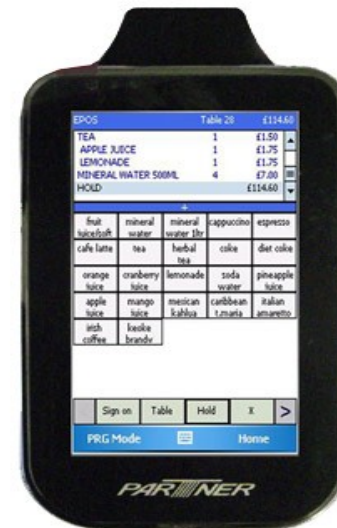 EPOS Table 20 £114.60
TEA 1 £1.50
APPLE JUICE 1 £1.75
LEMONADE 1 £1.75
MINERAL WATER 500ML 4 £7.00
HOLD £114.60
+
fruit juice/soft mineral water mineral water 1ltr cappuccino espresso
cafe latte tea herbal tea coke diet coke
orange juice cranberry juice lemonade soda water pineapple juice
apple juice mango juice mexican kahlua caribbean t.maria italian amaretto
irish coffee keoke brandy
Sign on Table Hold X >
PRG Mode Home
PARTNER